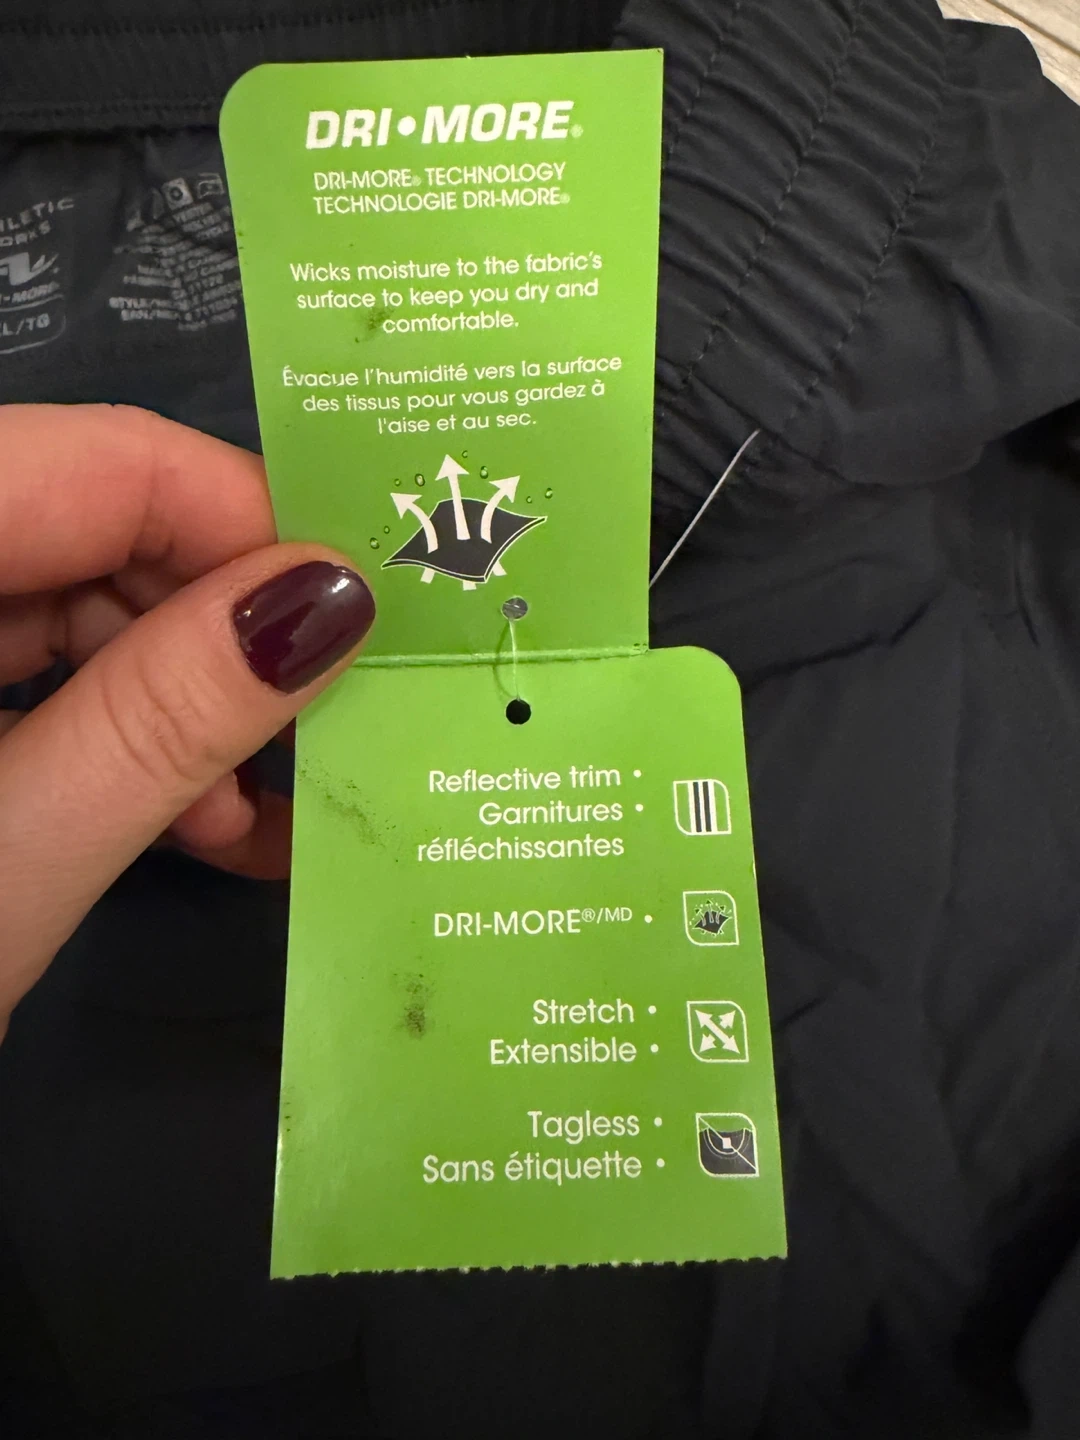 DRI•MORE®
DRI-MORE® TECHNOLOGY
TECHNOLOGIE DRI-MORE®
Wicks moisture to the fabric's
surface to keep you dry and
comfortable.
Évacue l'humidité vers la surface
des tissus pour vous gardez à
l'aise et au sec.
Reflective trim •
Garnitures •
réfléchissantes
DRI-MORE®/MD •
Stretch •
Extensible •
Tagless •
Sans étiquette •
L/TG